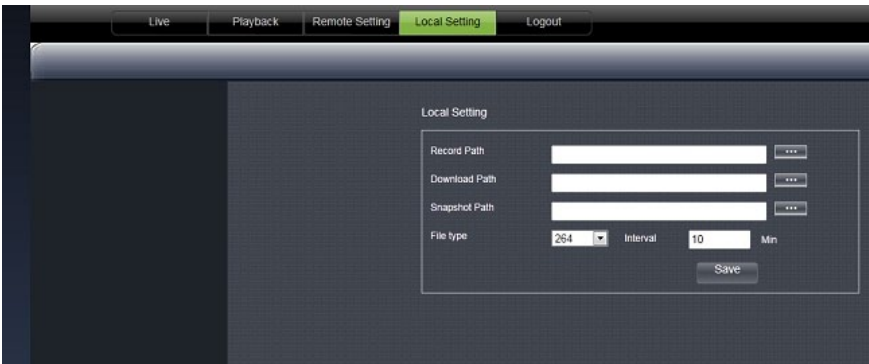 Live Playback Remote Setting Local Setting Logout
Local Setting
Record Path ...
Download Path ...
Snapshot Path ...
File type 264 Interval 10 Min
Save